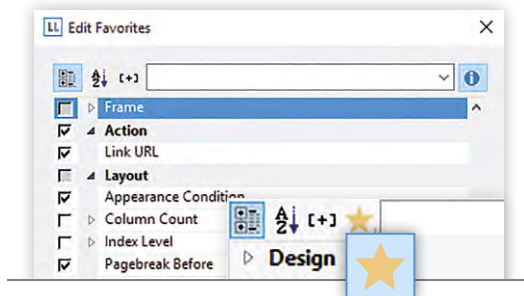 LL Edit Favorites
A Z [+]
Frame
Action
Link URL
Layout
Appearance Condition
Column Count
Index Level
Pagebreak Before
A Z [+]
Design